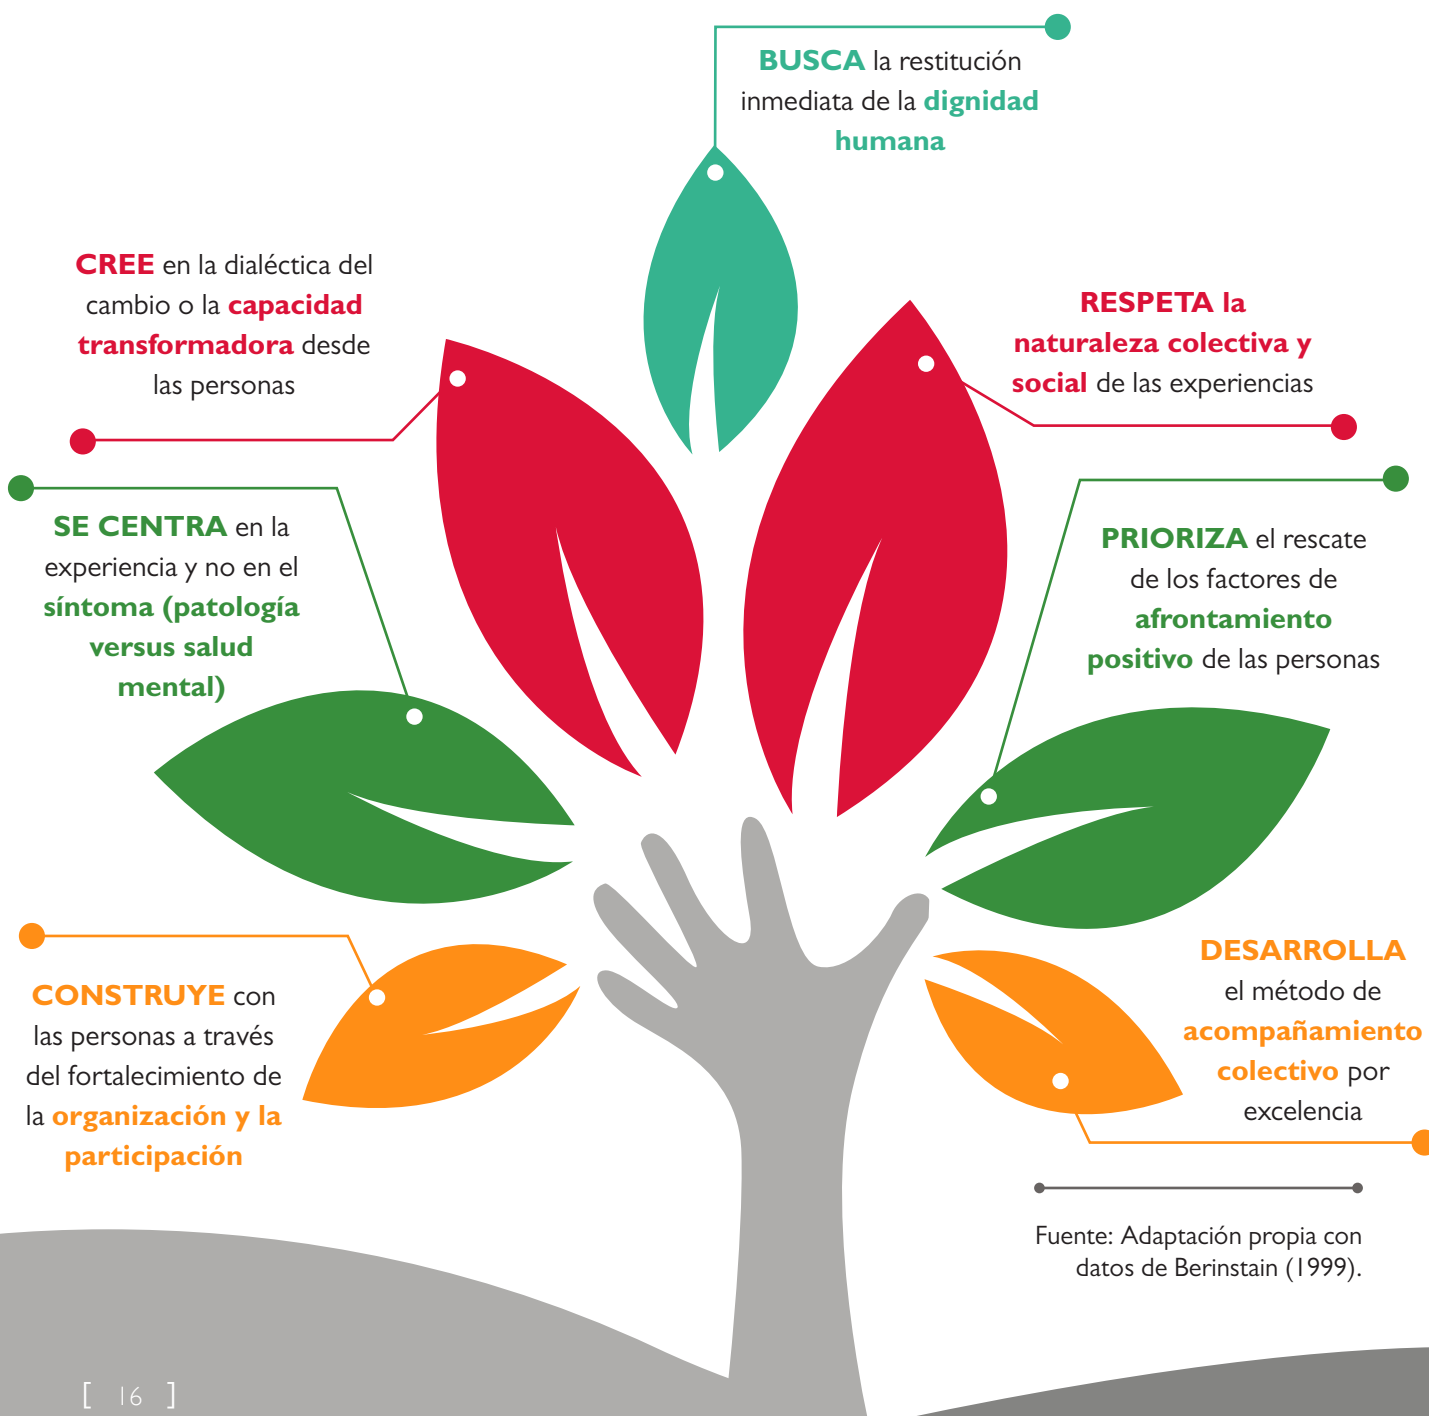 BUSCA la restitución
inmediata de la dignidad
humana
CREE en la dialéctica del
cambio o la capacidad
transformadora desde
las personas
RESPETA la
naturaleza colectiva y
social de las experiencias
SE CENTRA en la
experiencia y no en el
síntoma (patología
versus salud
mental)
PRIORIZA el rescate
de los factores de
afrontamiento
positivo de las personas
CONSTRUYE con
las personas a través
del fortalecimiento de
la organización y la
participación
DESARROLLA
el método de
acompañamiento
colectivo por
excelencia
Fuente: Adaptación propia con
datos de Berinstain (1999).
[ 16 ]